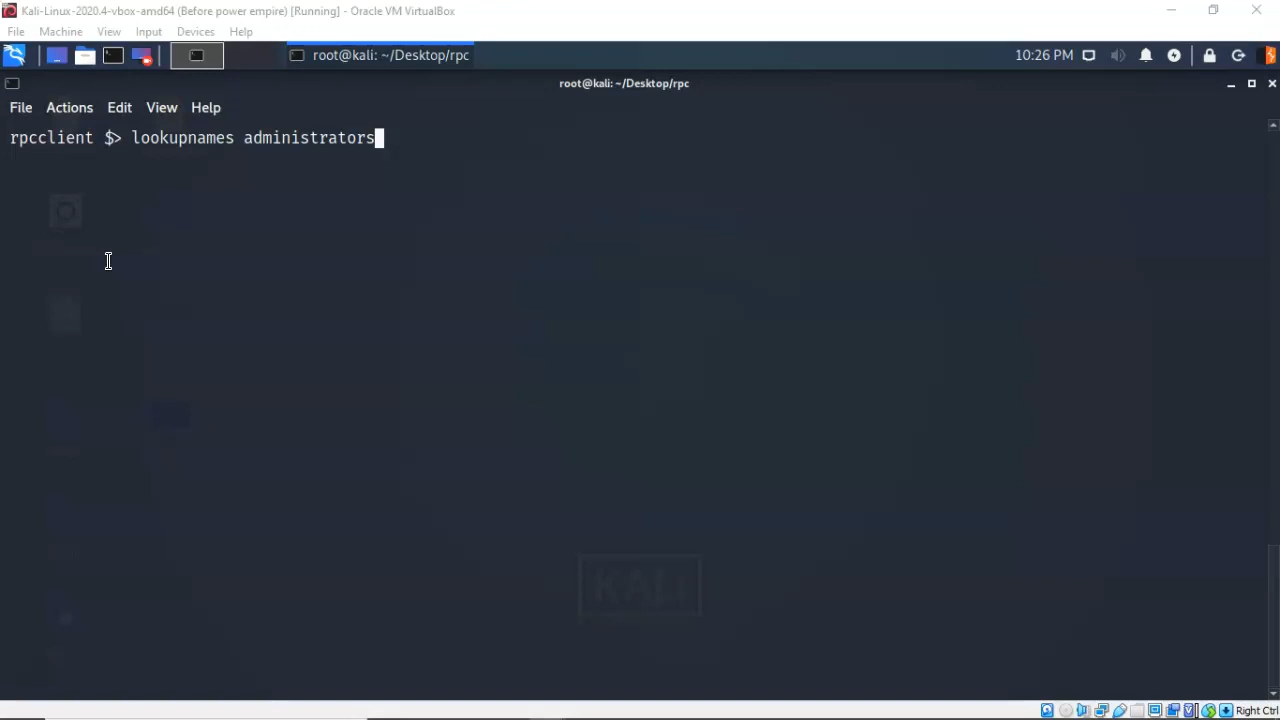 Kali-Linux-2020.4-vbox-amd64 (Before power empire) [Running] - Oracle VM VirtualBox
File Machine View Input Devices Help
root@kali: ~/Desktop/rpc 10:26 PM
root@kali: ~/Desktop/rpc
File Actions Edit View Help
rpcclient $> lookupnames administrators
KALI
Right Ctrl